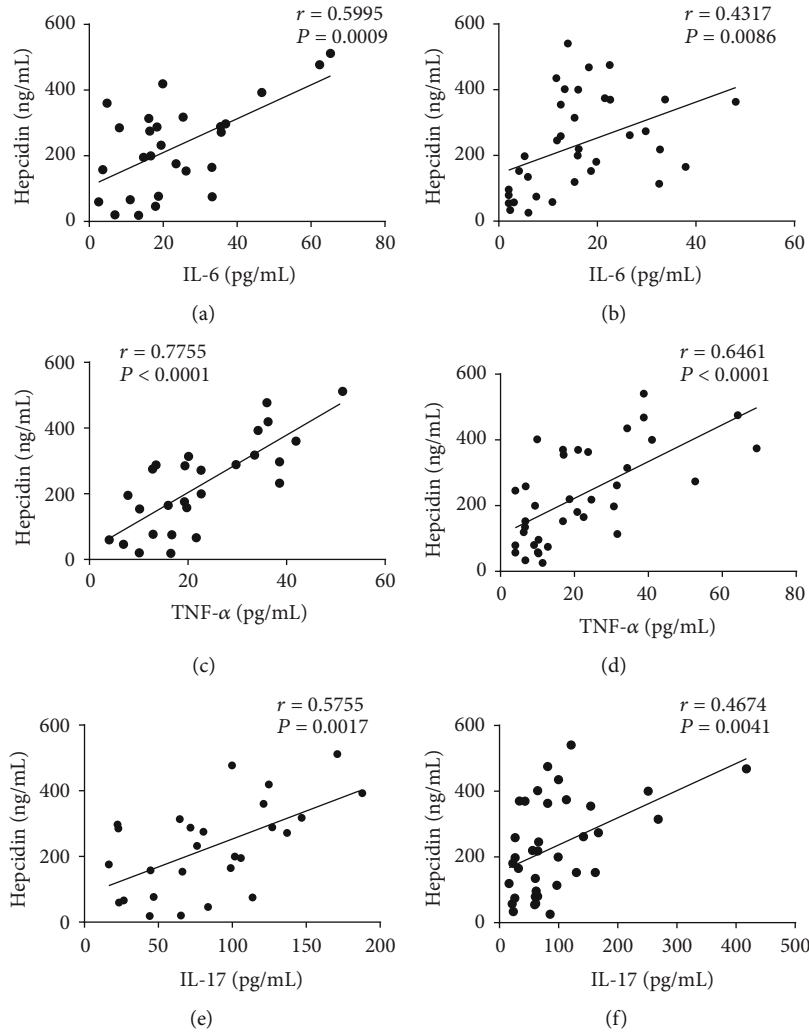 r = 0.5995
P = 0.0009
600
400
200
0
Hepcidin (ng/mL)
0 20 40 60 80
IL-6 (pg/mL)
(a)
r = 0.4317
P = 0.0086
600
400
200
0
Hepcidin (ng/mL)
0 20 40 60
IL-6 (pg/mL)
(b)
r = 0.7755
P < 0.0001
600
400
200
0
Hepcidin (ng/mL)
0 20 40 60
TNF-α (pg/mL)
(c)
r = 0.6461
P < 0.0001
600
400
200
0
Hepcidin (ng/mL)
0 20 40 60 80
TNF-α (pg/mL)
(d)
r = 0.5755
P = 0.0017
600
400
200
0
Hepcidin (ng/mL)
0 50 100 150 200
IL-17 (pg/mL)
(e)
r = 0.4674
P = 0.0041
600
400
200
0
Hepcidin (ng/mL)
0 100 200 300 400 500
IL-17 (pg/mL)
(f)